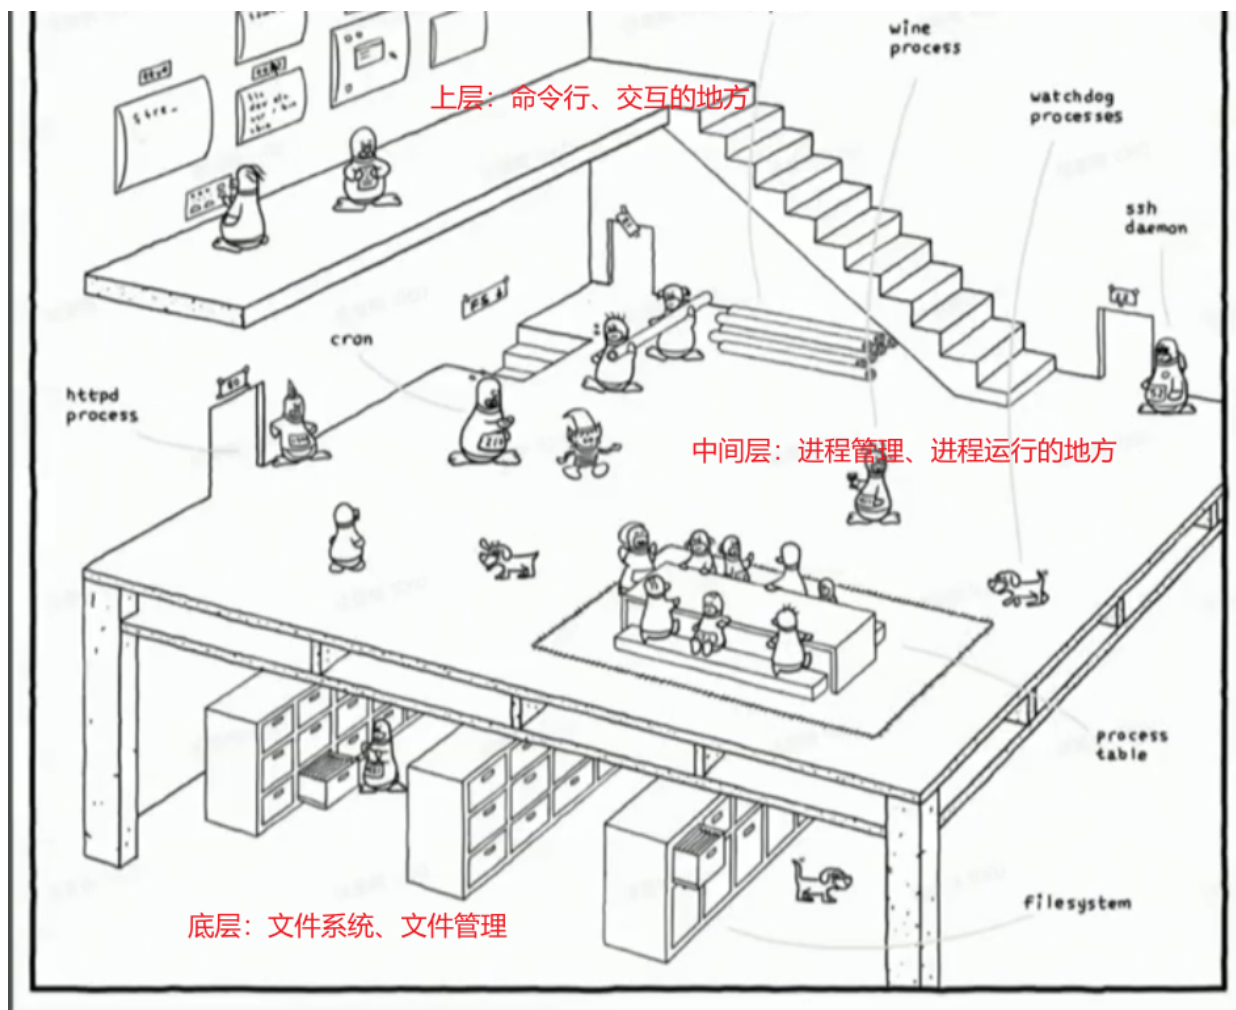 wine
process
上层：命令行、交互的地方
watchdog
processes
ssh
daemon
cron
httpd
process
中间层：进程管理、进程运行的地方
process
table
filesystem
底层：文件系统、文件管理